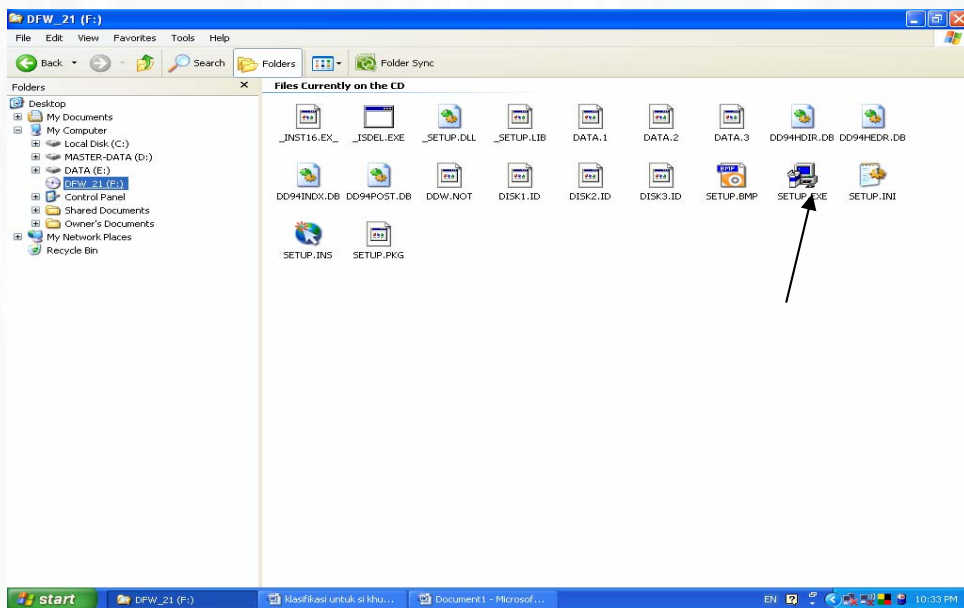 DFW_21 (F:)
File Edit View Favorites Tools Help
Back Search Folders Folder Sync
Folders
Files Currently on the CD
Desktop
My Documents
My Computer
Local Disk (C:)
MASTER-DATA (D:)
DATA (E:)
DFW_21 (F:)
Control Panel
Shared Documents
Owner's Documents
My Network Places
Recycle Bin
_INST16.EX_ _ISDEL.EXE _SETUP.DLL _SETUP.LIB DATA.1 DATA.2 DATA.3 DD94HDIR.DB DD94HEDR.DB
DD94INDX.DB DD94POST.DB DDW.NOT DISK1.ID DISK2.ID DISK3.ID SETUP.BMP SETUP.EXE SETUP.INI
SETUP.INS SETUP.PKG
start DFW_21 (F:) klasifikasi untuk si khu... Document1 - Microsof... EN 10:33 PM